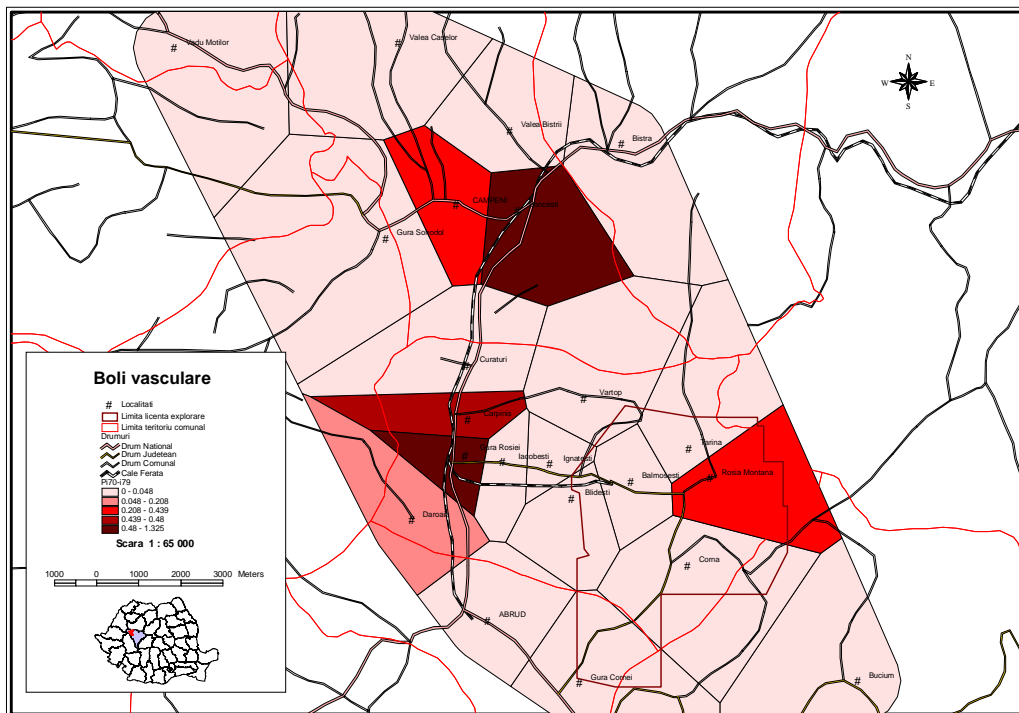 Vadu Motilor
Valea Caselor
N
W E
S
Valea Bistrii
Bistra
CAMPENI
Gura Sohodol
Curaturi
Vartop
Carpinis
Gura Rosiei
Iacobesti
Ignatesti
Tarina
Balmosesti
Rosia Montana
Blidesti
Daroaia
Corna
ABRUD
Gura Cornei
Bucium
Boli vasculare
# Localitati
Limita licenta explorare
Limita teritoriu comunal
Drumuri
Drum National
Drum Judetean
Drum Comunal
Cale Ferata
Pi70-i79
0 - 0.048
0.048 - 0.208
0.208 - 0.439
0.439 - 0.48
0.48 - 1.325
Scara 1 : 65 000
1000 0 1000 2000 3000 Meters